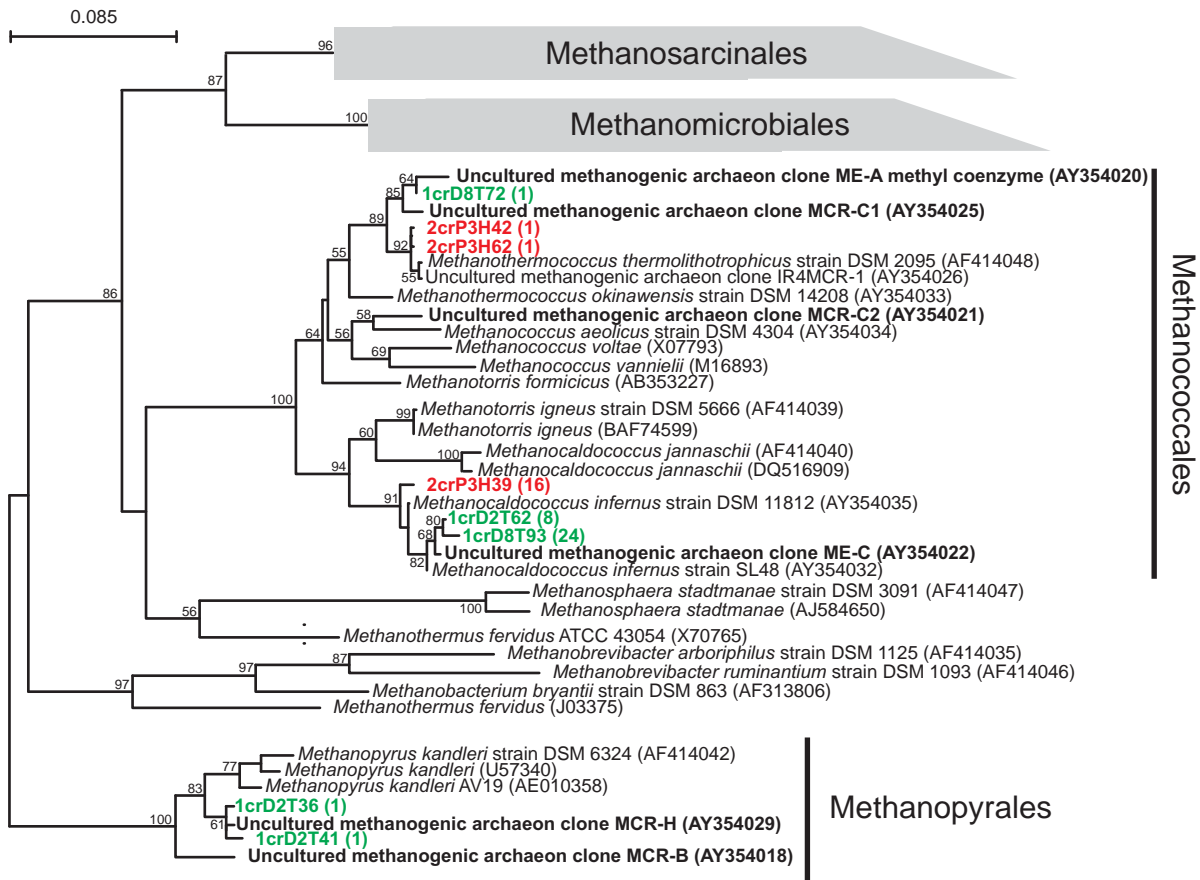 0.085
96
Methanosarcinales
87
100
Methanomicrobiales
64
Uncultured methanogenic archaeon clone ME-A methyl coenzyme (AY354020)
85
1crD8T72 (1)
Uncultured methanogenic archaeon clone MCR-C1 (AY354025)
89
2crP3H42 (1)
92
2crP3H62 (1)
Methanothermococcus thermolithotrophicus strain DSM 2095 (AF414048)
55
55
Uncultured methanogenic archaeon clone IR4MCR-1 (AY354026)
Methanothermococcus okinawensis strain DSM 14208 (AY354033)
86
58
Uncultured methanogenic archaeon clone MCR-C2 (AY354021)
64
56
Methanococcus aeolicus strain DSM 4304 (AY354034)
69
Methanococcus voltae (X07793)
Methanococcus vannielii (M16893)
Methanotorris formicicus (AB353227)
100
99
Methanotorris igneus strain DSM 5666 (AF414039)
Methanotorris igneus (BAF74599)
60
100
Methanocaldococcus jannaschii (AF414040)
94
Methanocaldococcus jannaschii (DQ516909)
2crP3H39 (16)
91
Methanocaldococcus infernus strain DSM 11812 (AY354035)
80
1crD2T62 (8)
68
1crD8T93 (24)
Uncultured methanogenic archaeon clone ME-C (AY354022)
82
Methanocaldococcus infernus strain SL48 (AY354032)
Methanococcales
Methanosphaera stadtmanae strain DSM 3091 (AF414047)
56
100
Methanosphaera stadtmanae (AJ584650)
Methanothermus fervidus ATCC 43054 (X70765)
87
Methanobrevibacter arboriphilus strain DSM 1125 (AF414035)
97
Methanobrevibacter ruminantium strain DSM 1093 (AF414046)
97
Methanobacterium bryantii strain DSM 863 (AF313806)
Methanothermus fervidus (J03375)
Methanopyrus kandleri strain DSM 6324 (AF414042)
77
Methanopyrus kandleri (U57340)
83
Methanopyrus kandleri AV19 (AE010358)
1crD2T36 (1)
100
61
Uncultured methanogenic archaeon clone MCR-H (AY354029)
1crD2T41 (1)
Uncultured methanogenic archaeon clone MCR-B (AY354018)
Methanopyrales